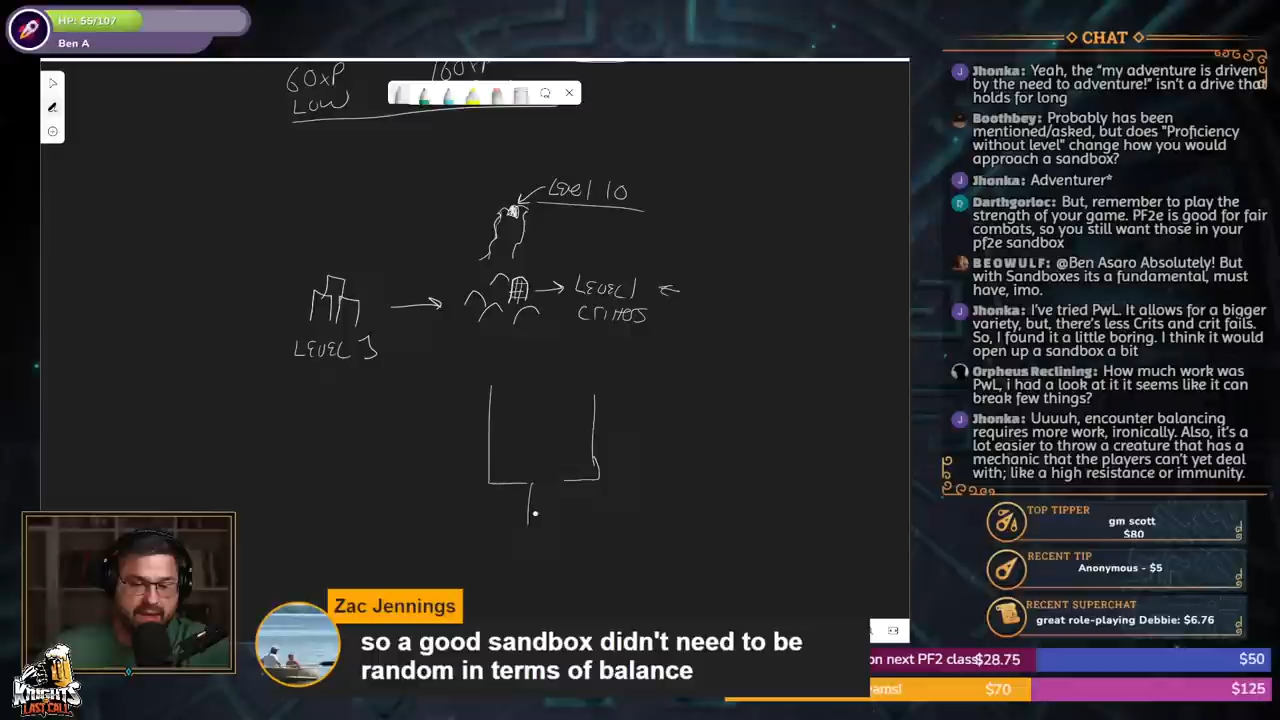 HP: 55/107
Ben A
60xP
160xP
LOW
LEVEL 10
LEVEL 1
CrITTERS
LEVEL 3
CHAT
Jhonka: Yeah, the "my adventure is driven
by the need to adventure!" isn't a drive that
holds for long
Boothbey: Probably has been
mentioned/asked, but does "Proficiency
without level" change how you would
approach a sandbox?
Jhonka: Adventurer*
Darthgorloc: But, remember to play the
strength of your game. PF2e is good for fair
combats, so you still want those in your
pf2e sandbox
BEOWULF: @Ben Asaro Absolutely! But
with Sandboxes its a fundamental, must
have, imo.
Jhonka: I've tried PwL. It allows for a bigger
variety, but, there's less Crits and crit fails.
So, I found it a little boring. I think it would
open up a sandbox a bit
Orpheus Reclining: How much work was
PwL, i had a look at it it seems like it can
break few things?
Jhonka: Uuuuh, encounter balancing
requires more work, ironically. Also, it's a
lot easier to throw a creature that has a
mechanic that the players can't yet deal
with; like a high resistance or immunity.
TOP TIPPER
gm scott
$80
RECENT TIP
Anonymous - $5
RECENT SUPERCHAT
great role-playing Debbie: $6.76
Zac Jennings
so a good sandbox didn't need to be
random in terms of balance
on next PF2 class $28.75
$50
eams! $70
$125
KNIGHTS
LAST CALL